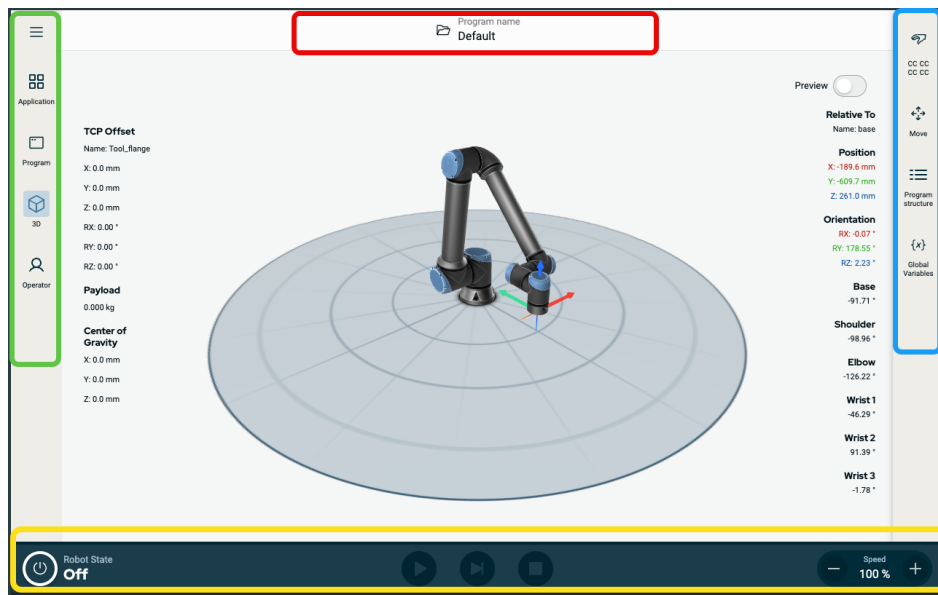 Program name
Default
Application
Program
3D
Operator
TCP Offset
Name: Tool_flange
X: 0.0 mm
Y: 0.0 mm
Z: 0.0 mm
RX: 0.00 °
RY: 0.00 °
RZ: 0.00 °
Payload
0.000 kg
Center of
Gravity
X: 0.0 mm
Y: 0.0 mm
Z: 0.0 mm
Preview
Relative To
Name: base
Position
X: -189.6 mm
Y: -609.7 mm
Z: 261.0 mm
Orientation
RX: -0.07 °
RY: 178.55 °
RZ: 2.23 °
Base
-91.71 °
Shoulder
-98.96 °
Elbow
-126.22 °
Wrist 1
-46.29 °
Wrist 2
91.39 °
Wrist 3
-1.78 °
CC CC
CC CC
Move
Program
structure
{x}
Global
Variables
Robot State
Off
Speed
100 %